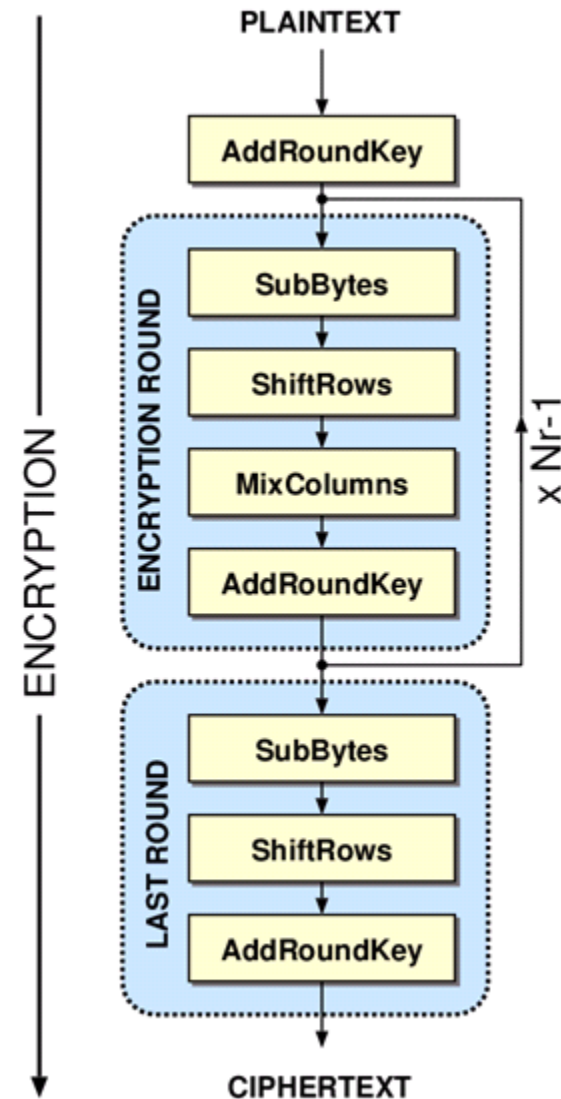 PLAINTEXT
AddRoundKey
ENCRYPTION ROUND
SubBytes
ShiftRows
MixColumns
AddRoundKey
x Nr-1
ENCRYPTION
LAST ROUND
SubBytes
ShiftRows
AddRoundKey
CIPHERTEXT